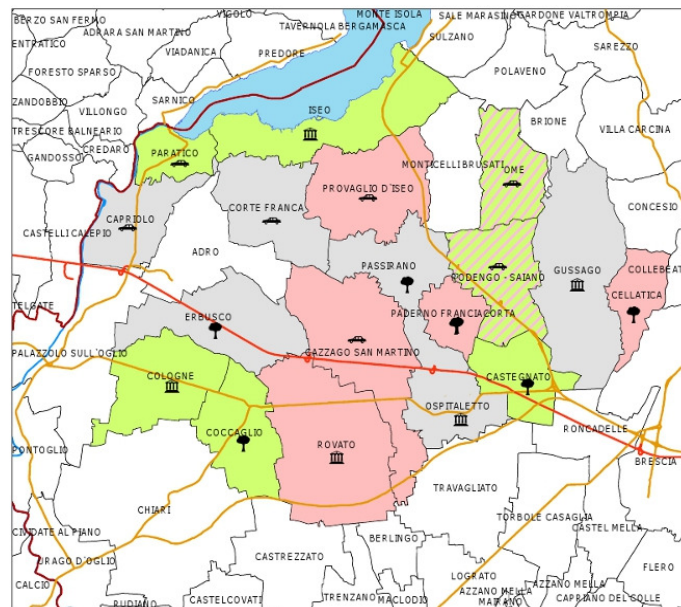 BERZO SAN FERMO
VIGOLO
MONTE ISOLA
SALE MARASINO
GARDONE VALTROMPIA
ENTRATICO
ADRARA SAN MARTINO
TAVERNOLA BERGAMASCA
SULZANO
VIADANICA
PREDORE
SAREZZO
FORESTO SPARSO
POLAVENO
ZANDOBBIO
SARNICO
VILLONGO
ISEO
BRIONE
TRESCORE BALNEARIO
VILLA CARCINA
CREDARO
GANDOSSO
PARATICO
MONTICELLI BRUSATI
OME
PROVAGLIO D'ISEO
CORTE FRANCA
CONCESIO
CAPRIOLO
CASTELLI CALEPIO
ADRO
PASSIRANO
GUSSAGO
COLLEBEAT
RODENGO - SAIANO
CELLATICA
TELGATE
PADERNO FRANCIACORTA
ERBUSCO
CAZZAGO SAN MARTINO
PALAZZOLO SULL'OGLIO
COLOGNE
CASTEGNATO
OSPITALETTO
COCCAGLIO
RONCADELLE
ROVATO
PONTOGLIO
BRESCIA
TRAVAGLIATO
CHIARI
TORBOLE CASAGLIA
CIVIDATE AL PIANO
CASTEL MELLA
BERLINGO
CASTREZZATO
URAGO D'OGLIO
FLERO
LOGRATO
CALCIO
TRENZANO
AZZANO MELLA
AZZANO MELLA
CASTELCOVATI
MACLODIO
MAIRANO
CAPRIANO DEL COLLE
RUDIANO